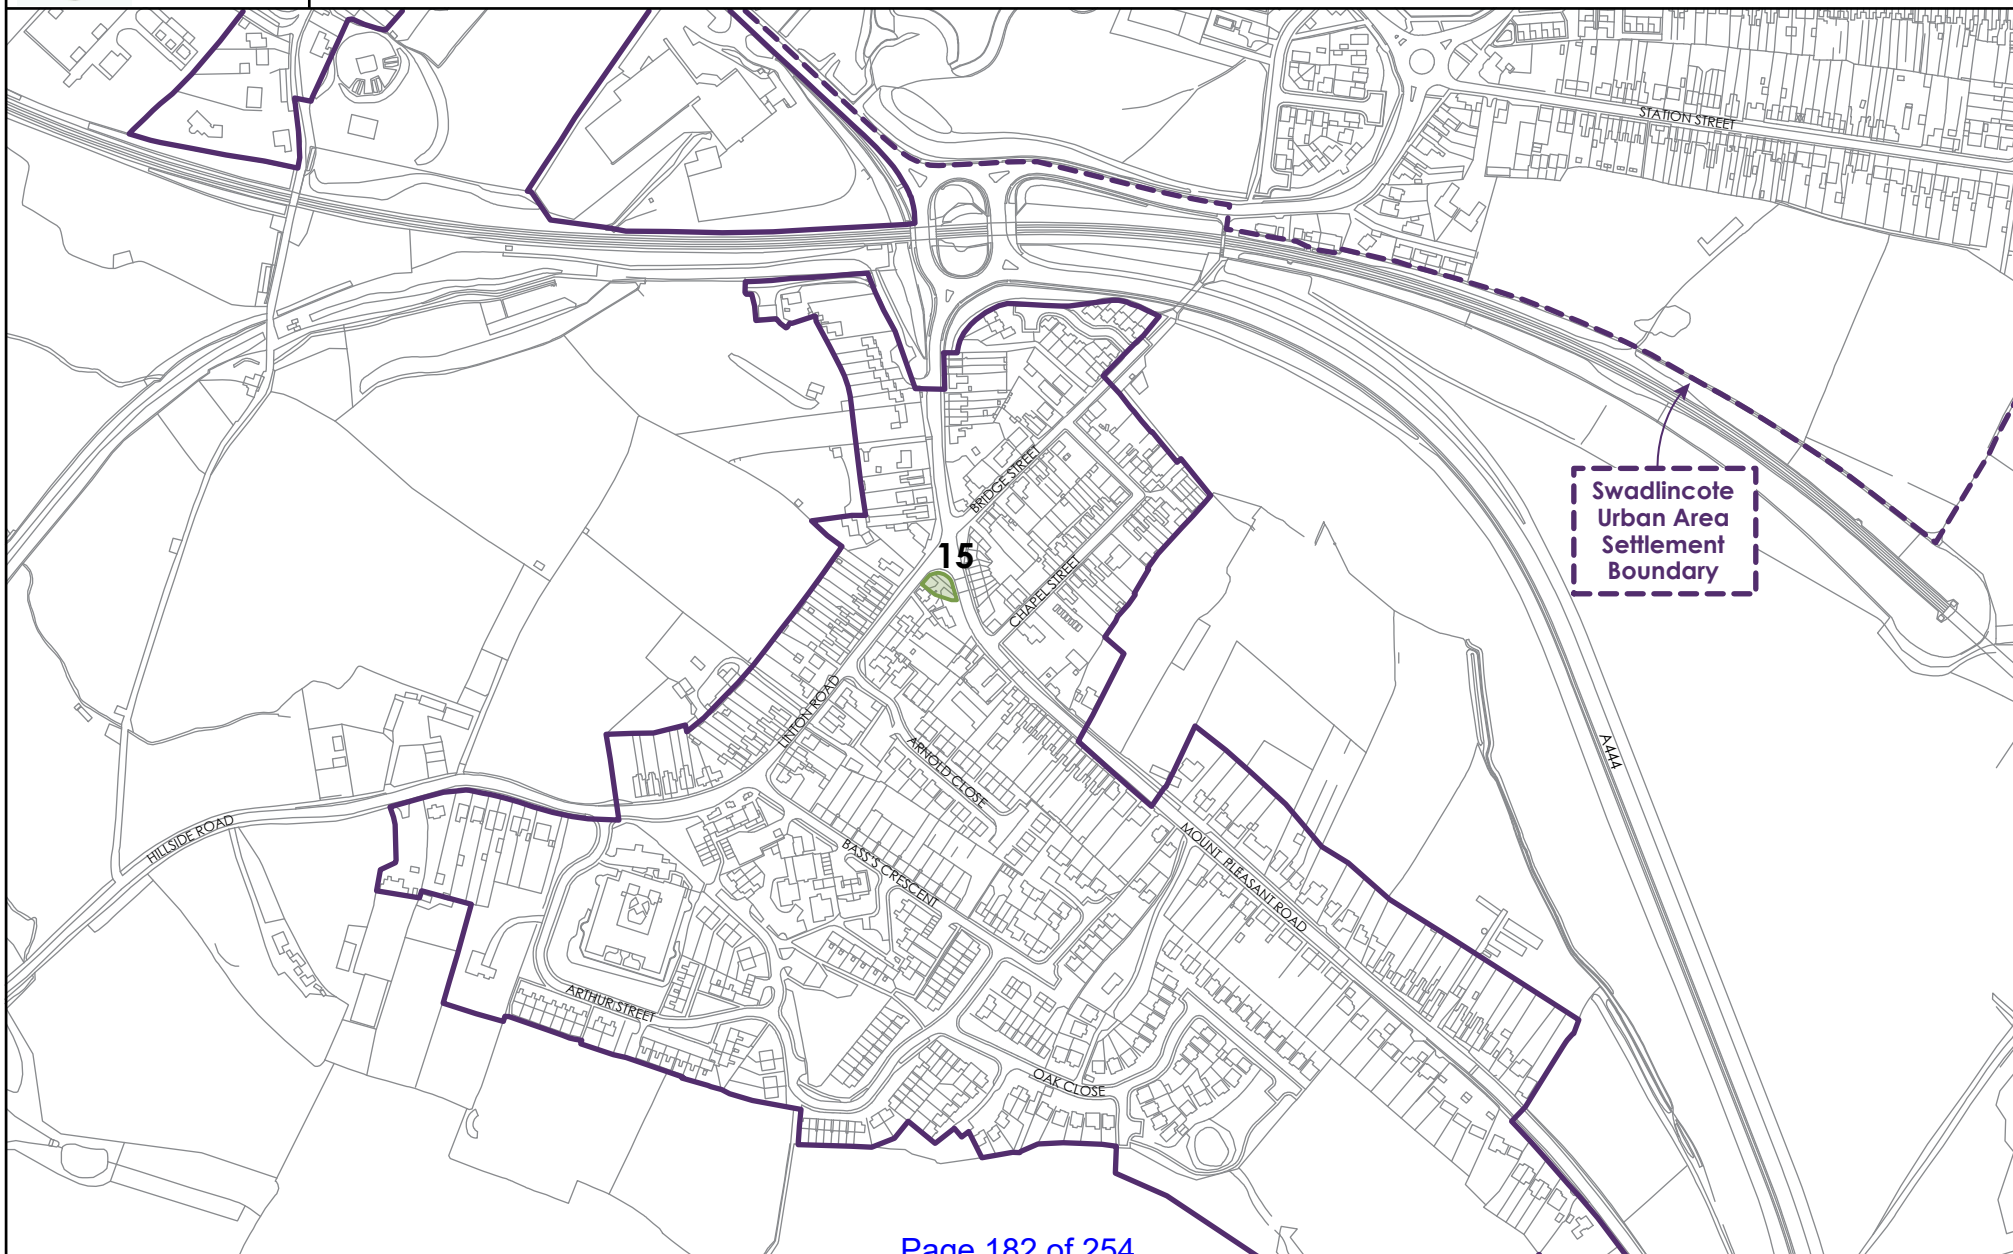 STATION STREET
Swadlincote
Urban Area
Settlement
Boundary
BRIDGE STREET
15
CHAPEL STREET
LINTON ROAD
ARNOLD CLOSE
A444
HILLSIDE ROAD
BASS'S CRESCENT
MOUNT PLEASANT ROAD
ARTHUR STREET
OAK CLOSE
Page 182 of 254